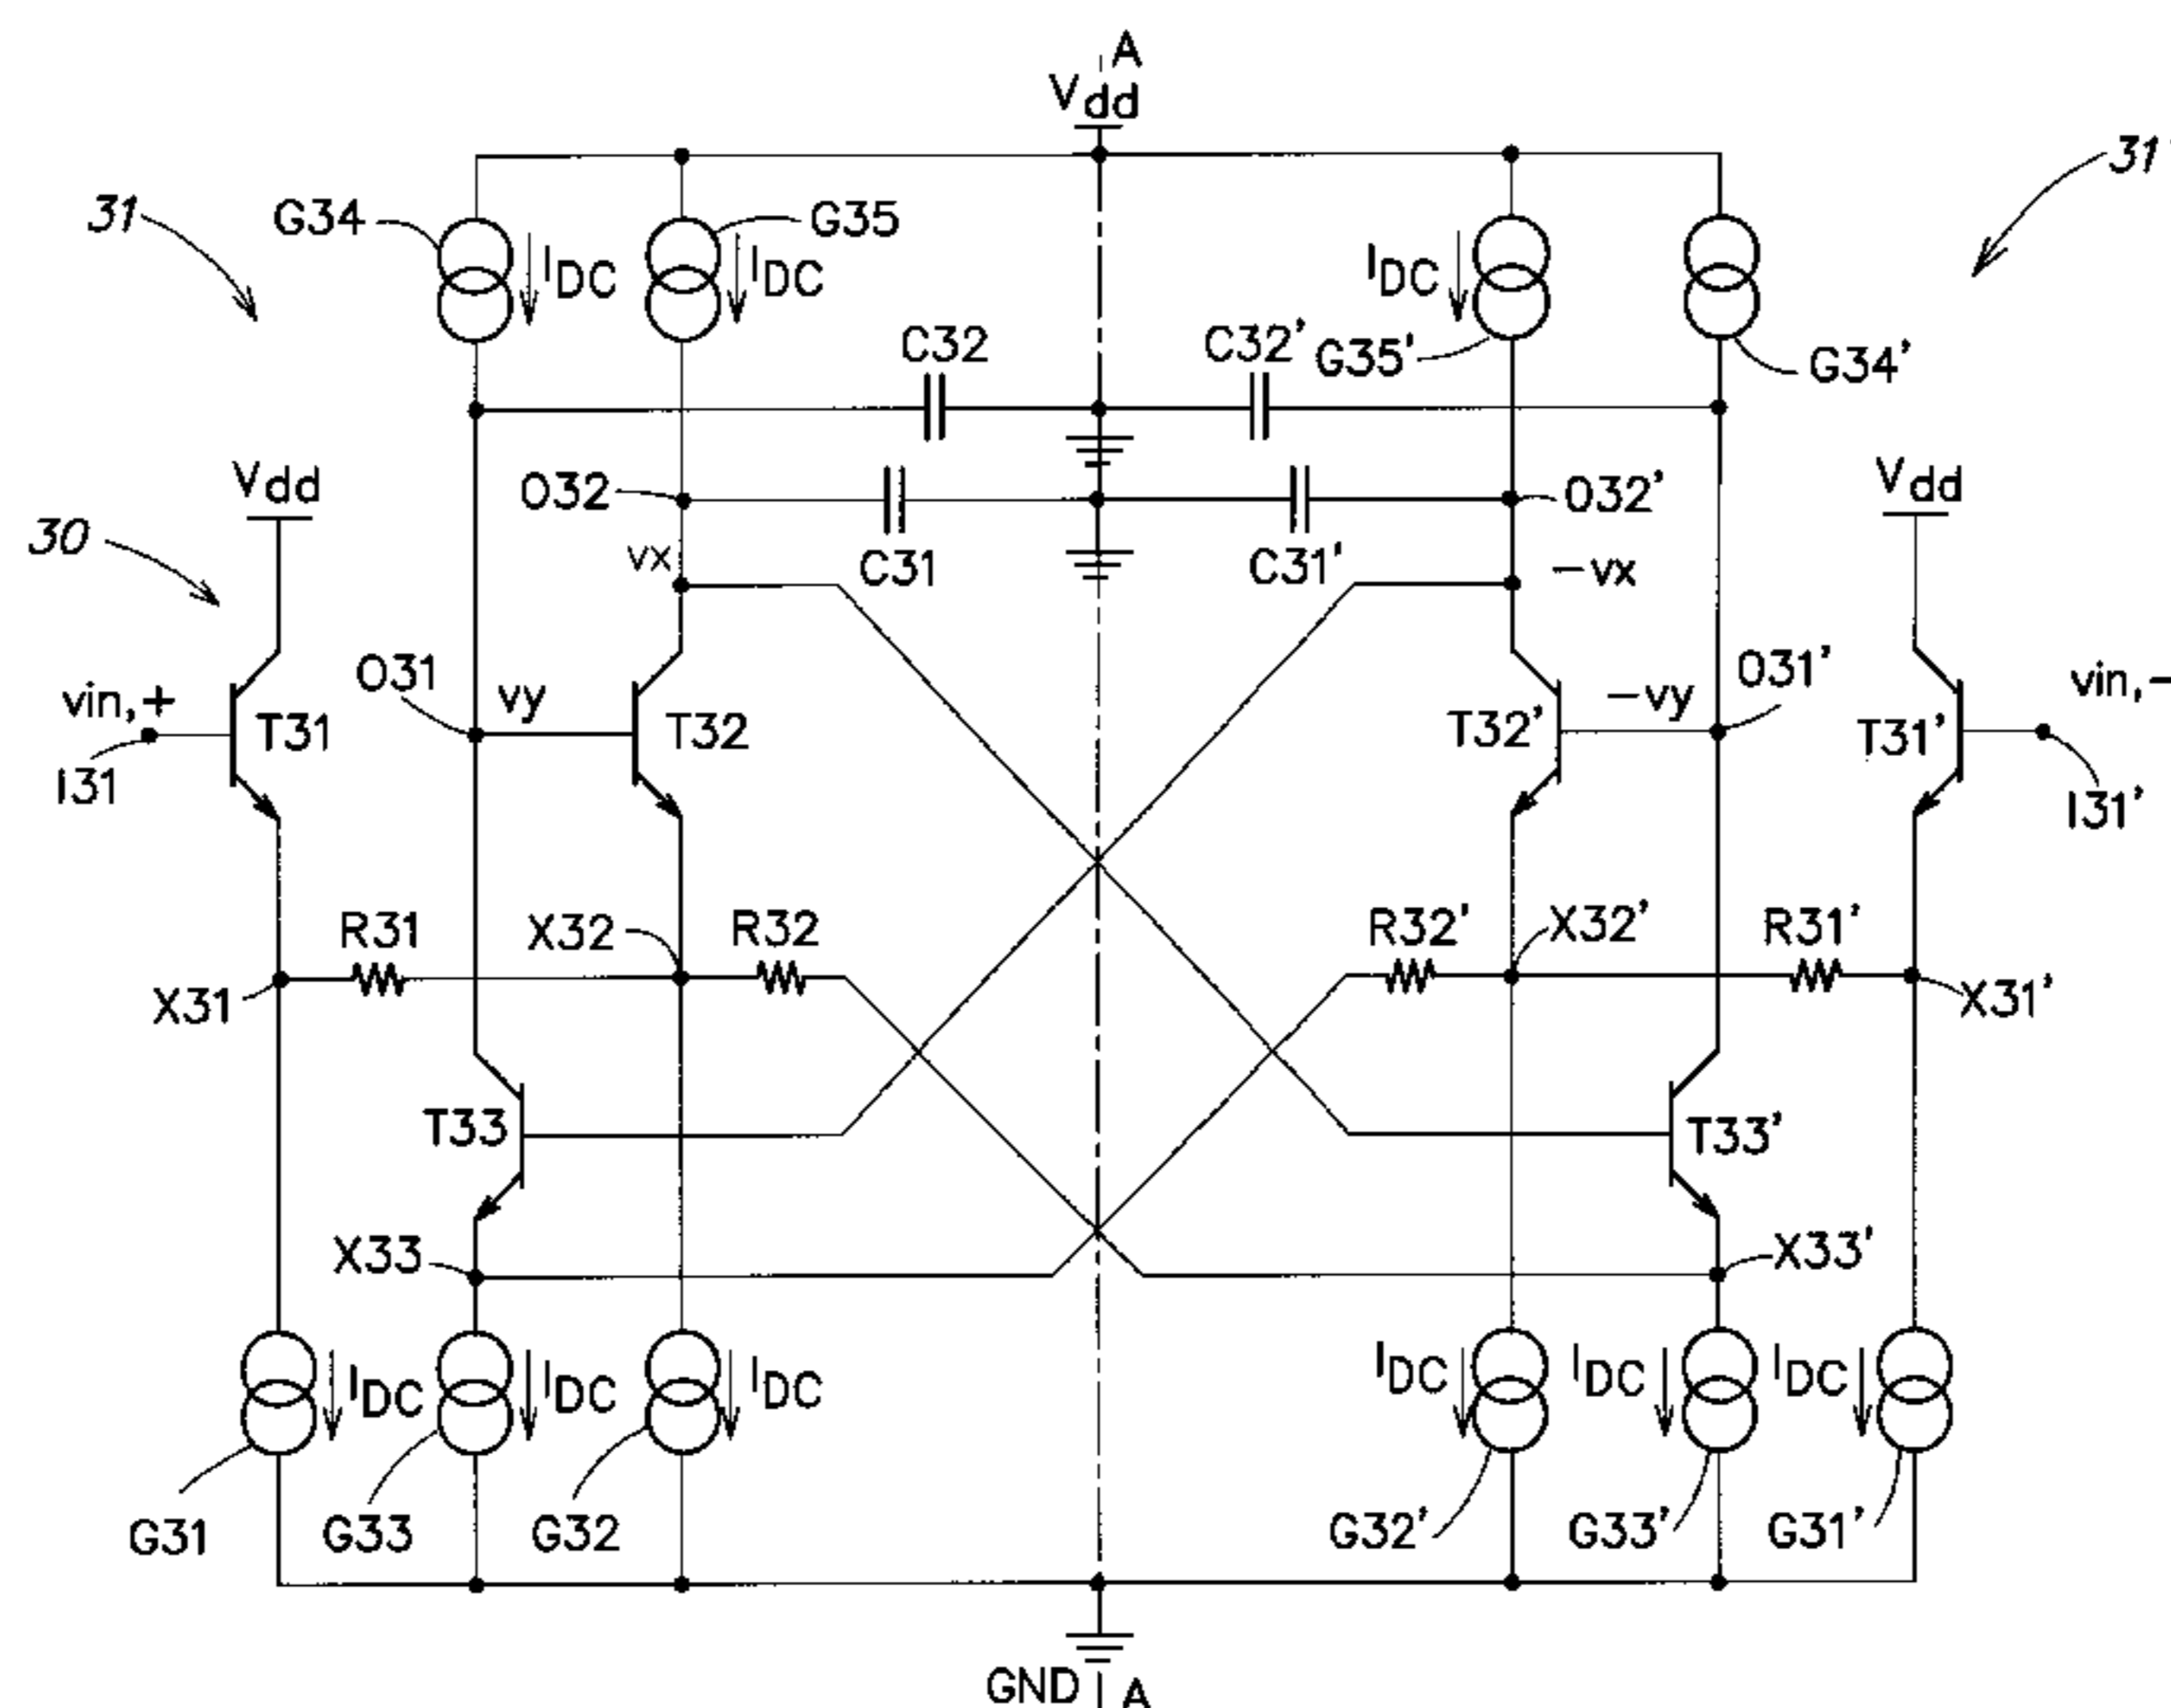 A
Vdd
31
G34
G35
IDC
IDC
IDC
31'
C32
C32'
G35'
G34'
Vdd
O32
O32'
Vdd
30
vx
C31
C31'
-vx
vin,+
O31
vy
T31
T32
T32'
-vy
O31'
T31'
vin,-
I31
I31'
R31
X32
R32
R32'
X32'
R31'
X31
X31'
T33
T33'
X33
X33'
IDC
IDC
IDC
IDC
IDC
IDC
G31
G33
G32
G32'
G33'
G31'
GND
A